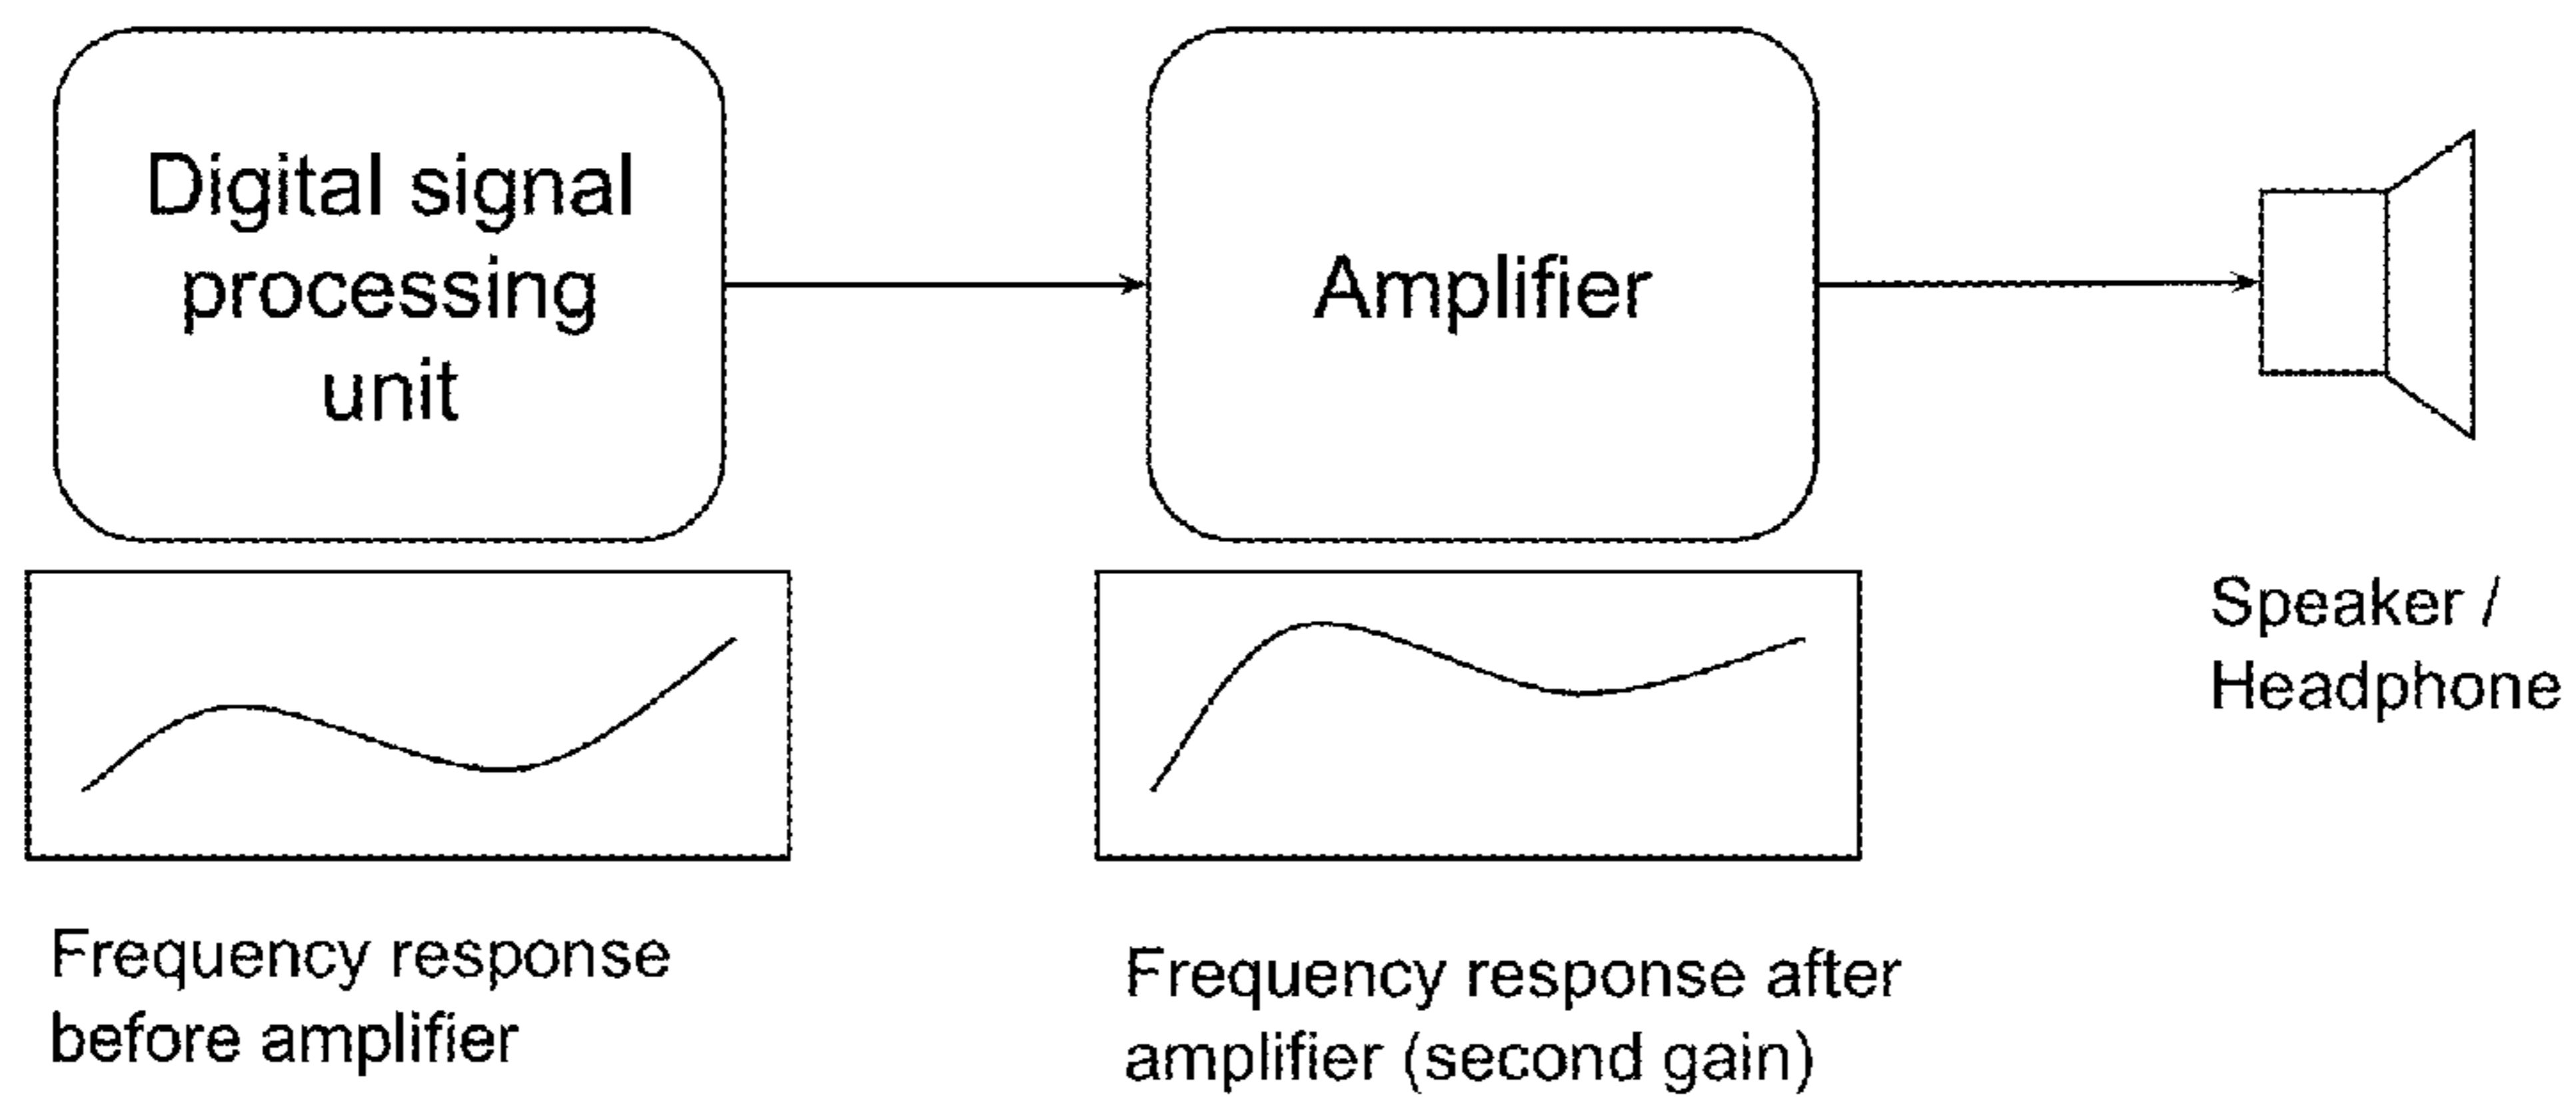 Digital signal
processing
unit
Amplifier
Speaker /
Headphone
Frequency response
before amplifier
Frequency response after
amplifier (second gain)